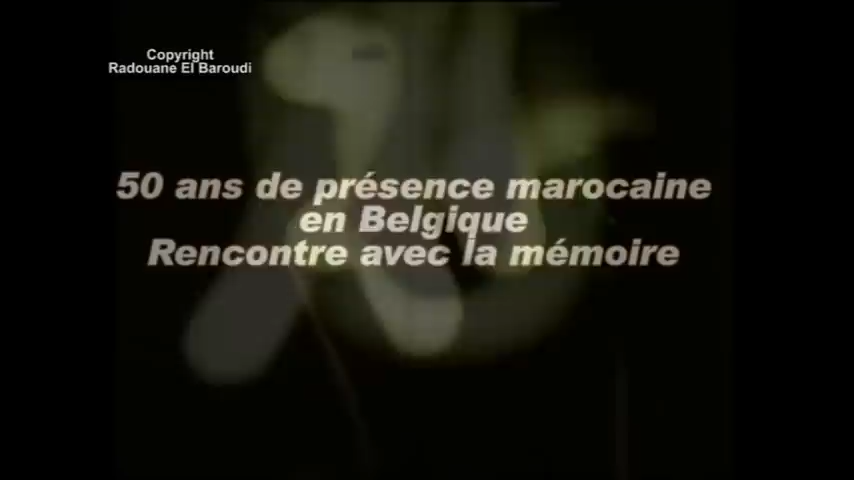 Copyright
Radouane El Baroudi
50 ans de présence marocaine
en Belgique
Rencontre avec la mémoire